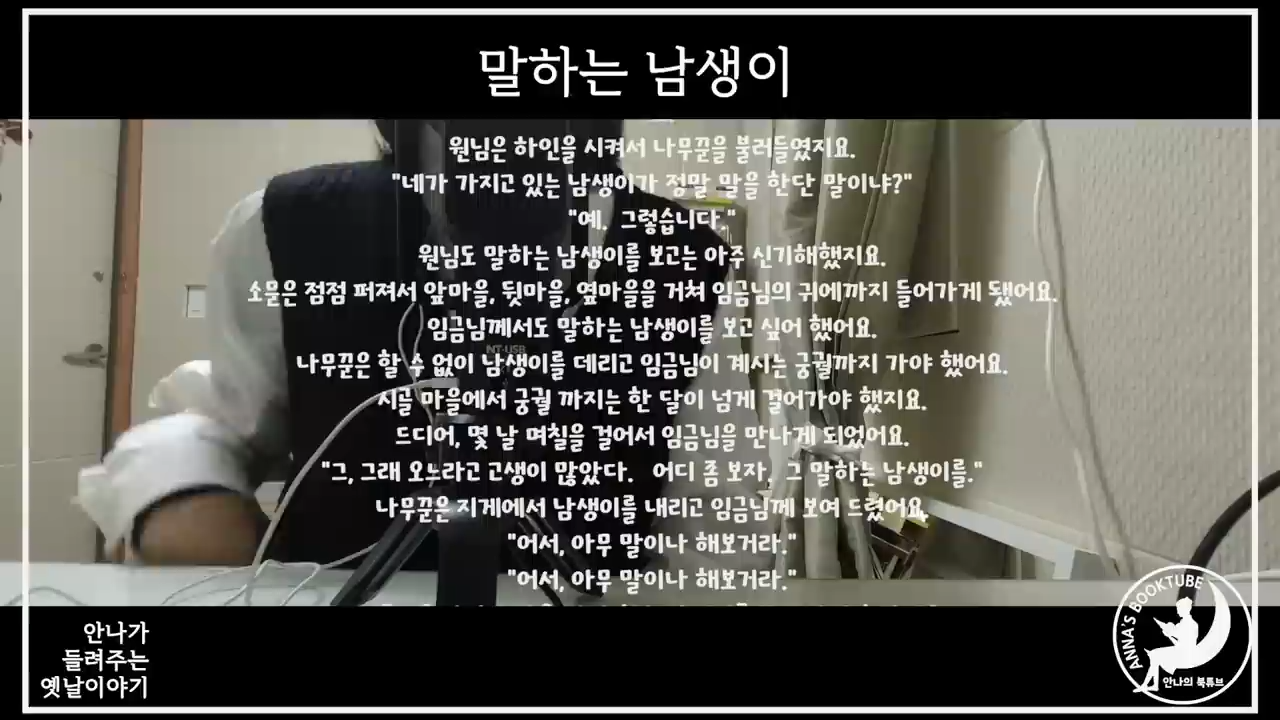 말하는 남생이
원님은 하인을 시켜서 나무꾼을 불러들였지요.
"네가 가지고 있는 남생이가 정말 말을 한단 말이냐?"
"예.  그렇습니다."
원님도 말하는 남생이를 보고는 아주 신기해했지요.
소문은 점점 퍼져서 앞마을, 뒷마을, 옆마을을 거쳐 임금님의 귀에까지 들어가게 됐어요.
임금님께서도 말하는 남생이를 보고 싶어 했어요.
나무꾼은 할 수 없이 남생이를 데리고 임금님이 계시는 궁궐까지 가야 했어요.
시골 마을에서 궁궐 까지는 한 달이 넘게 걸어가야 했지요.
드디어, 몇 날 며칠을 걸어서 임금님을 만나게 되었어요.
"그, 그래 오느라고 고생이 많았다.  어디 좀 보자,  그 말하는 남생이를."
나무꾼은 지게에서 남생이를 내리고 임금님께 보여 드렸어요.
"어서, 아무 말이나 해보거라."
"어서, 아무 말이나 해보거라."
NT-USB
안나가
들려주는
옛날이야기
ANNA'S BOOKTUBE
안나의 북튜브